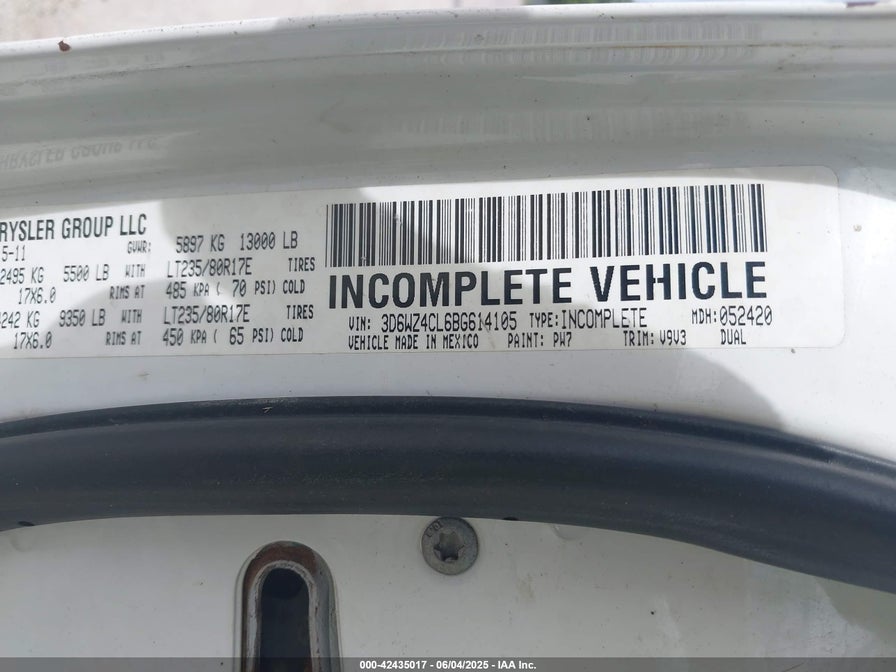 RYSLER GROUP LLC
5-11 GVWR: 5897 KG 13000 LB
2495 KG 5500 LB WITH LT235/80R17E TIRES
17X6.0 RIMS AT 485 KPA ( 70 PSI) COLD
4242 KG 9350 LB WITH LT235/80R17E TIRES
17X6.0 RIMS AT 450 KPA ( 65 PSI) COLD
INCOMPLETE VEHICLE
VIN: 3D6WZ4CL6BG614105 TYPE: INCOMPLETE MDH: 052420
VEHICLE MADE IN MEXICO PAINT: PW7 TRIM: V9V3 DUAL
000-42435017 - 06/04/2025 - IAA Inc.